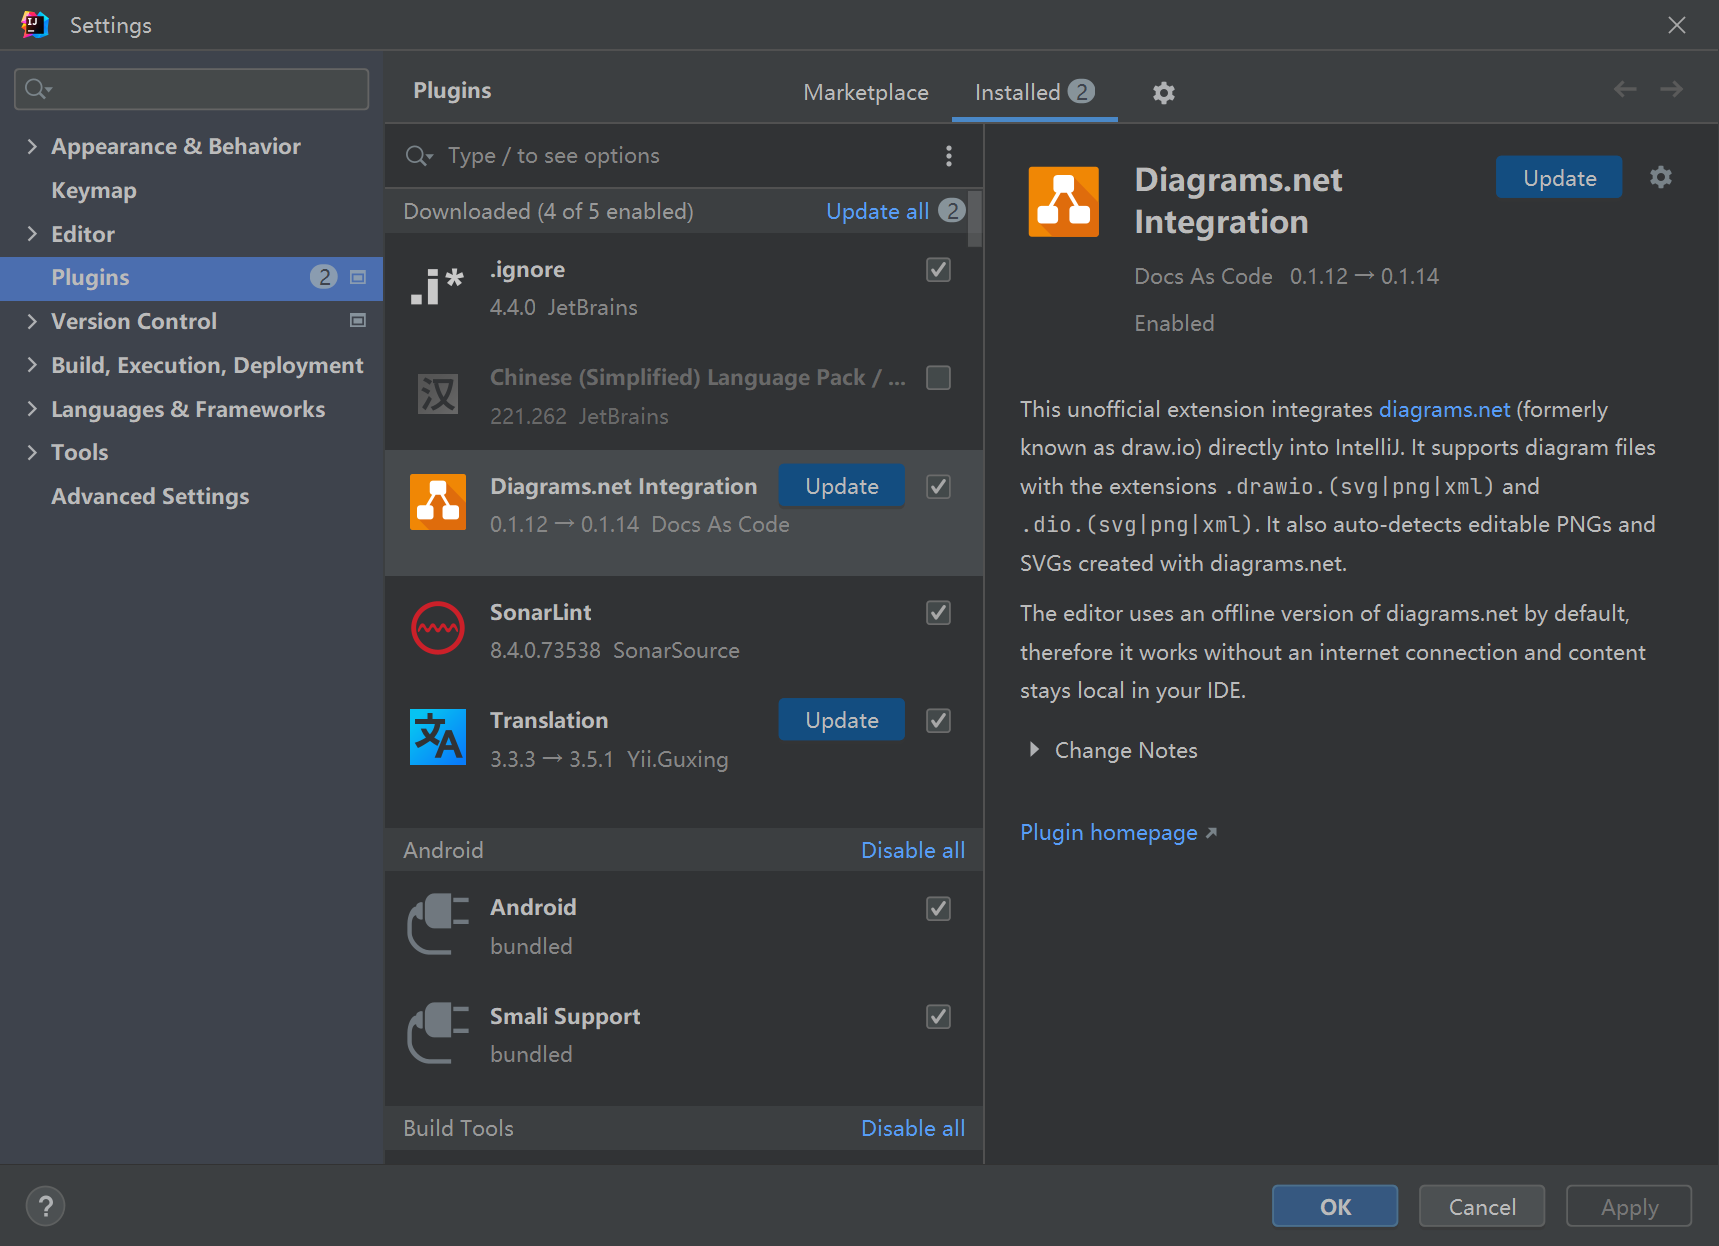 Settings
Appearance & Behavior
Keymap
Editor
Plugins 2
Version Control
Build, Execution, Deployment
Languages & Frameworks
Tools
Advanced Settings
Plugins
Marketplace
Installed 2
Type / to see options
Downloaded (4 of 5 enabled)
Update all 2
.i*
.ignore
4.4.0 JetBrains
汉
Chinese (Simplified) Language Pack / ...
221.262 JetBrains
Diagrams.net Integration
Update
0.1.12 → 0.1.14 Docs As Code
SonarLint
8.4.0.73538 SonarSource
文A
Translation
Update
3.3.3 → 3.5.1 Yii.Guxing
Android
Disable all
Android
bundled
Smali Support
bundled
Build Tools
Disable all
Diagrams.net
Integration
Update
Docs As Code 0.1.12 → 0.1.14
Enabled
This unofficial extension integrates diagrams.net (formerly
known as draw.io) directly into IntelliJ. It supports diagram files
with the extensions .drawio.(svg|png|xml) and
.dio.(svg|png|xml). It also auto-detects editable PNGs and
SVGs created with diagrams.net.
The editor uses an offline version of diagrams.net by default,
therefore it works without an internet connection and content
stays local in your IDE.
Change Notes
Plugin homepage
?
OK
Cancel
Apply